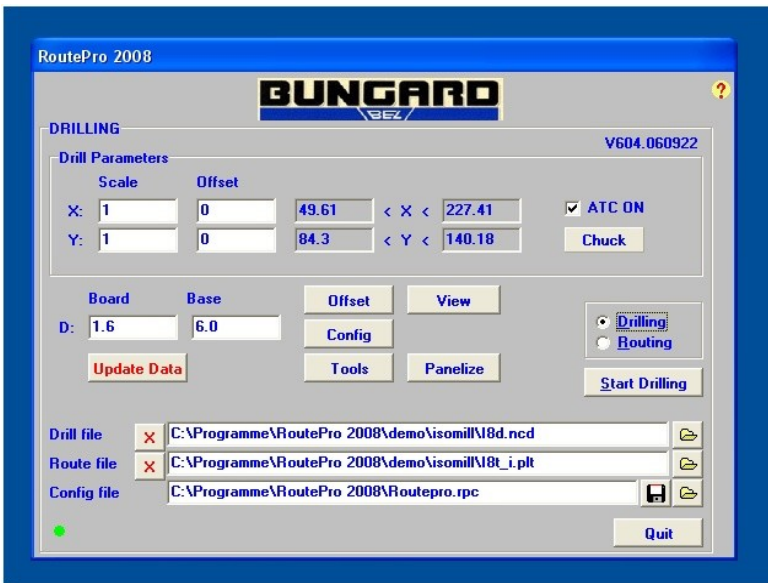 RoutePro 2008
BUNGARD
BEZ
?
DRILLING
V604.060922
Drill Parameters
Scale Offset
X: 1 0 49.61 < X < 227.41 ATC ON
Y: 1 0 84.3 < Y < 140.18 Chuck
Board Base Offset View
D: 1.6 6.0 Config Drilling
Routing
Update Data Tools Panelize Start Drilling
Drill file X C:\Programme\RoutePro 2008\demo\isomill\I8d.ncd
Route file X C:\Programme\RoutePro 2008\demo\isomill\I8t_i.plt
Config file C:\Programme\RoutePro 2008\Routepro.rpc
Quit